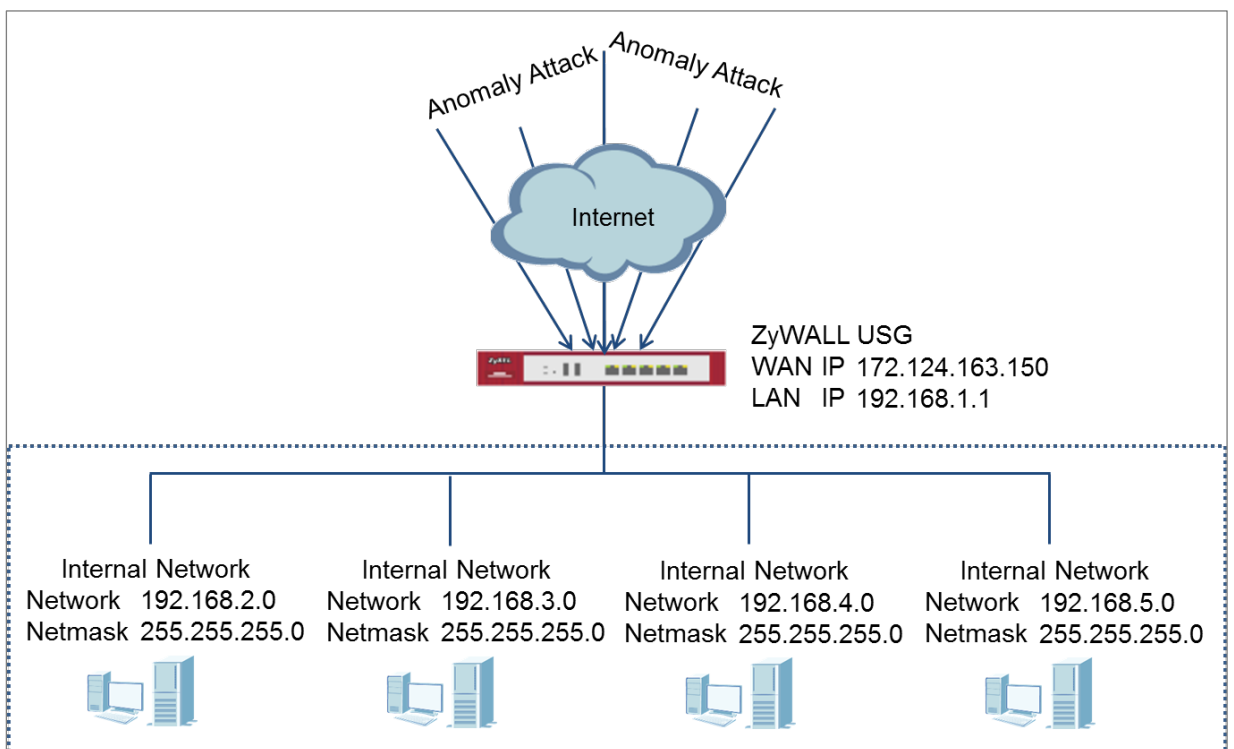 Anomaly Attack
Anomaly Attack
Internet
ZyXEL
ZyWALL USG
WAN IP 172.124.163.150
LAN IP 192.168.1.1
Internal Network
Network 192.168.2.0
Netmask 255.255.255.0
Internal Network
Network 192.168.3.0
Netmask 255.255.255.0
Internal Network
Network 192.168.4.0
Netmask 255.255.255.0
Internal Network
Network 192.168.5.0
Netmask 255.255.255.0